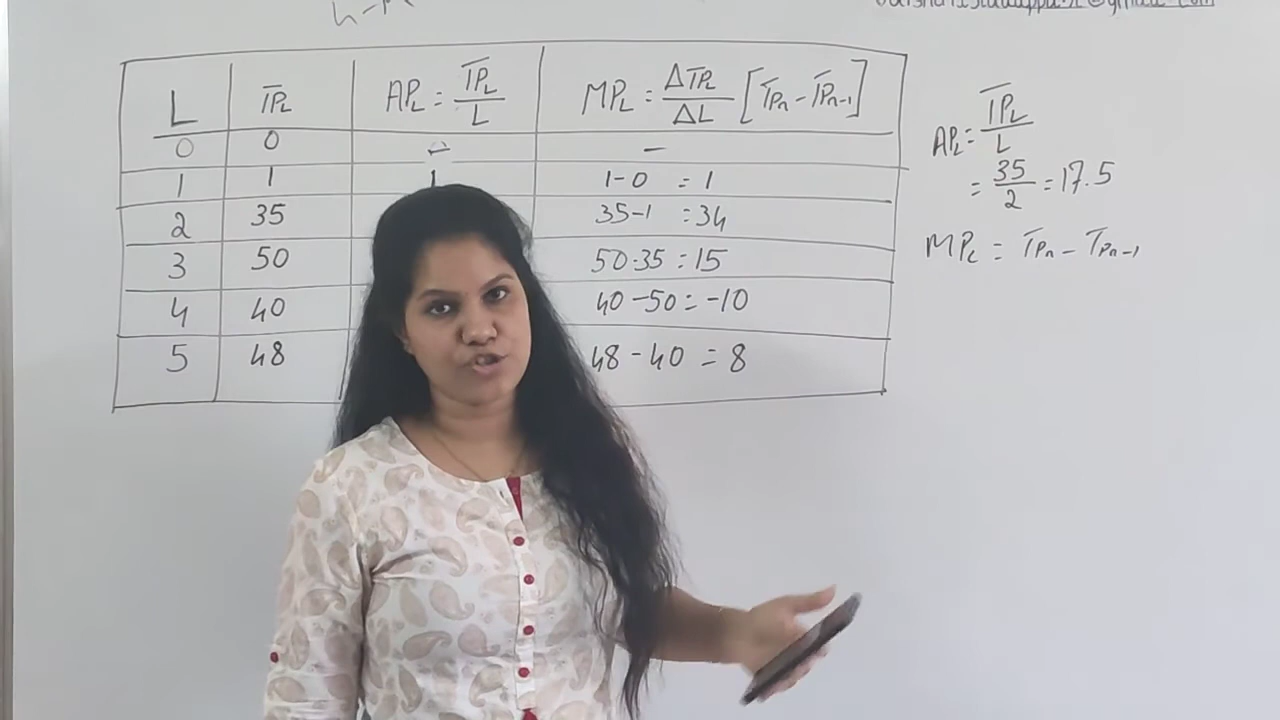 L TPL APL = TPL/L MPL = ΔTPL/ΔL [TPn - TPn-1]
0 0 - -
1 1 1 1-0 = 1
2 35 35-1 = 34
3 50 50-35 = 15
4 40 40-50 = -10
5 48 48-40 = 8
APL = TPL/L
= 35/2 = 17.5
MPL = TPn - TPn-1